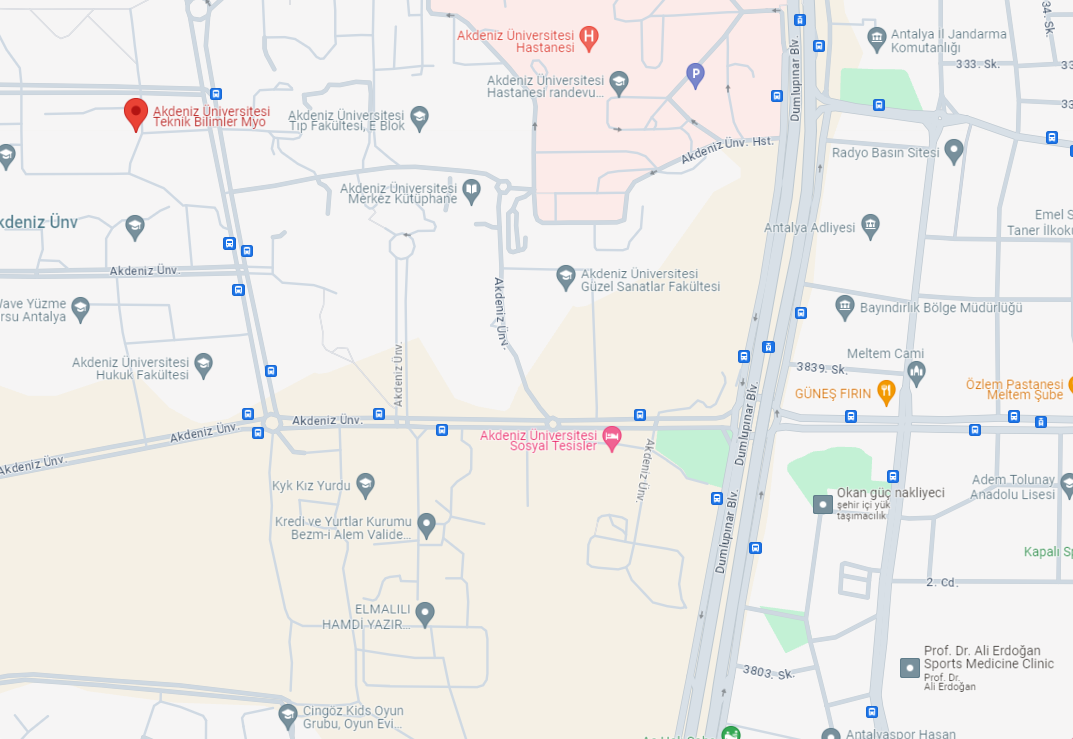 34. Sk.
Akdeniz Üniversitesi
Hastanesi
H
Antalya İl Jandarma
Komutanlığı
333. Sk.
Akdeniz Üniversitesi
Hastanesi randevu...
P
Dumlupınar Blv.
Akdeniz Üniversitesi
Teknik Bilimler Myo
Akdeniz Üniversitesi
Tıp Fakültesi, E Blok
Akdeniz Ünv. Hst.
Radyo Basın Sitesi
Akdeniz Üniversitesi
Merkez Kütüphane
kdeniz Ünv
Antalya Adliyesi
Emel S
Taner İlkoku
Akdeniz Ünv.
Akdeniz Üniversitesi
Güzel Sanatlar Fakültesi
Akdeniz Ünv.
Wave Yüzme
ursu Antalya
Bayındırlık Bölge Müdürlüğü
Akdeniz Üniversitesi
Hukuk Fakültesi
Akdeniz Ünv.
Meltem Cami
3839. Sk.
GÜNEŞ FIRIN
Özlem Pastanesi
Meltem Şube
Dumlupınar Blv.
Akdeniz Ünv.
Akdeniz Ünv.
Akdeniz Ünv.
Akdeniz Üniversitesi
Sosyal Tesisler
Akdeniz Ünv.
Kyk Kız Yurdu
Adem Tolunay
Anadolu Lisesi
Okan güç nakliyeci
şehir içi yük
taşımacılık
Dumlupınar Blv.
Kredi ve Yurtlar Kurumu
Bezm-i Alem Valide...
Kapalı Sp
2. Cd.
ELMALILI
HAMDİ YAZIR...
Prof. Dr. Ali Erdoğan
Sports Medicine Clinic
Prof. Dr.
Ali Erdoğan
3803. Sk.
Cingöz Kids Oyun
Grubu, Oyun Evi...
Antalyaspor Hasan